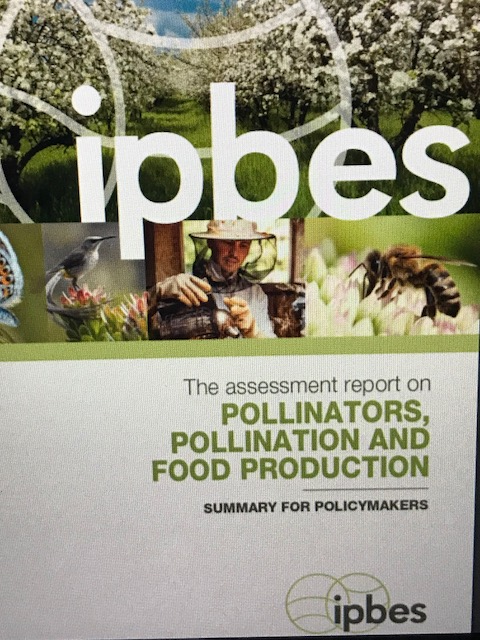 ipbes
The assessment report on
POLLINATORS,
POLLINATION AND
FOOD PRODUCTION
SUMMARY FOR POLICYMAKERS
ipbes